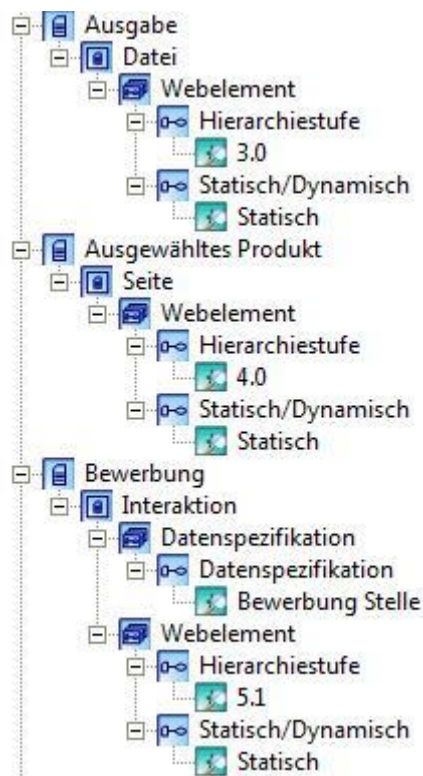 Ausgabe
Datei
Webelement
Hierarchiestufe
3.0
Statisch/Dynamisch
Statisch
Ausgewähltes Produkt
Seite
Webelement
Hierarchiestufe
4.0
Statisch/Dynamisch
Statisch
Bewerbung
Interaktion
Datenspezifikation
Datenspezifikation
Bewerbung Stelle
Webelement
Hierarchiestufe
5.1
Statisch/Dynamisch
Statisch